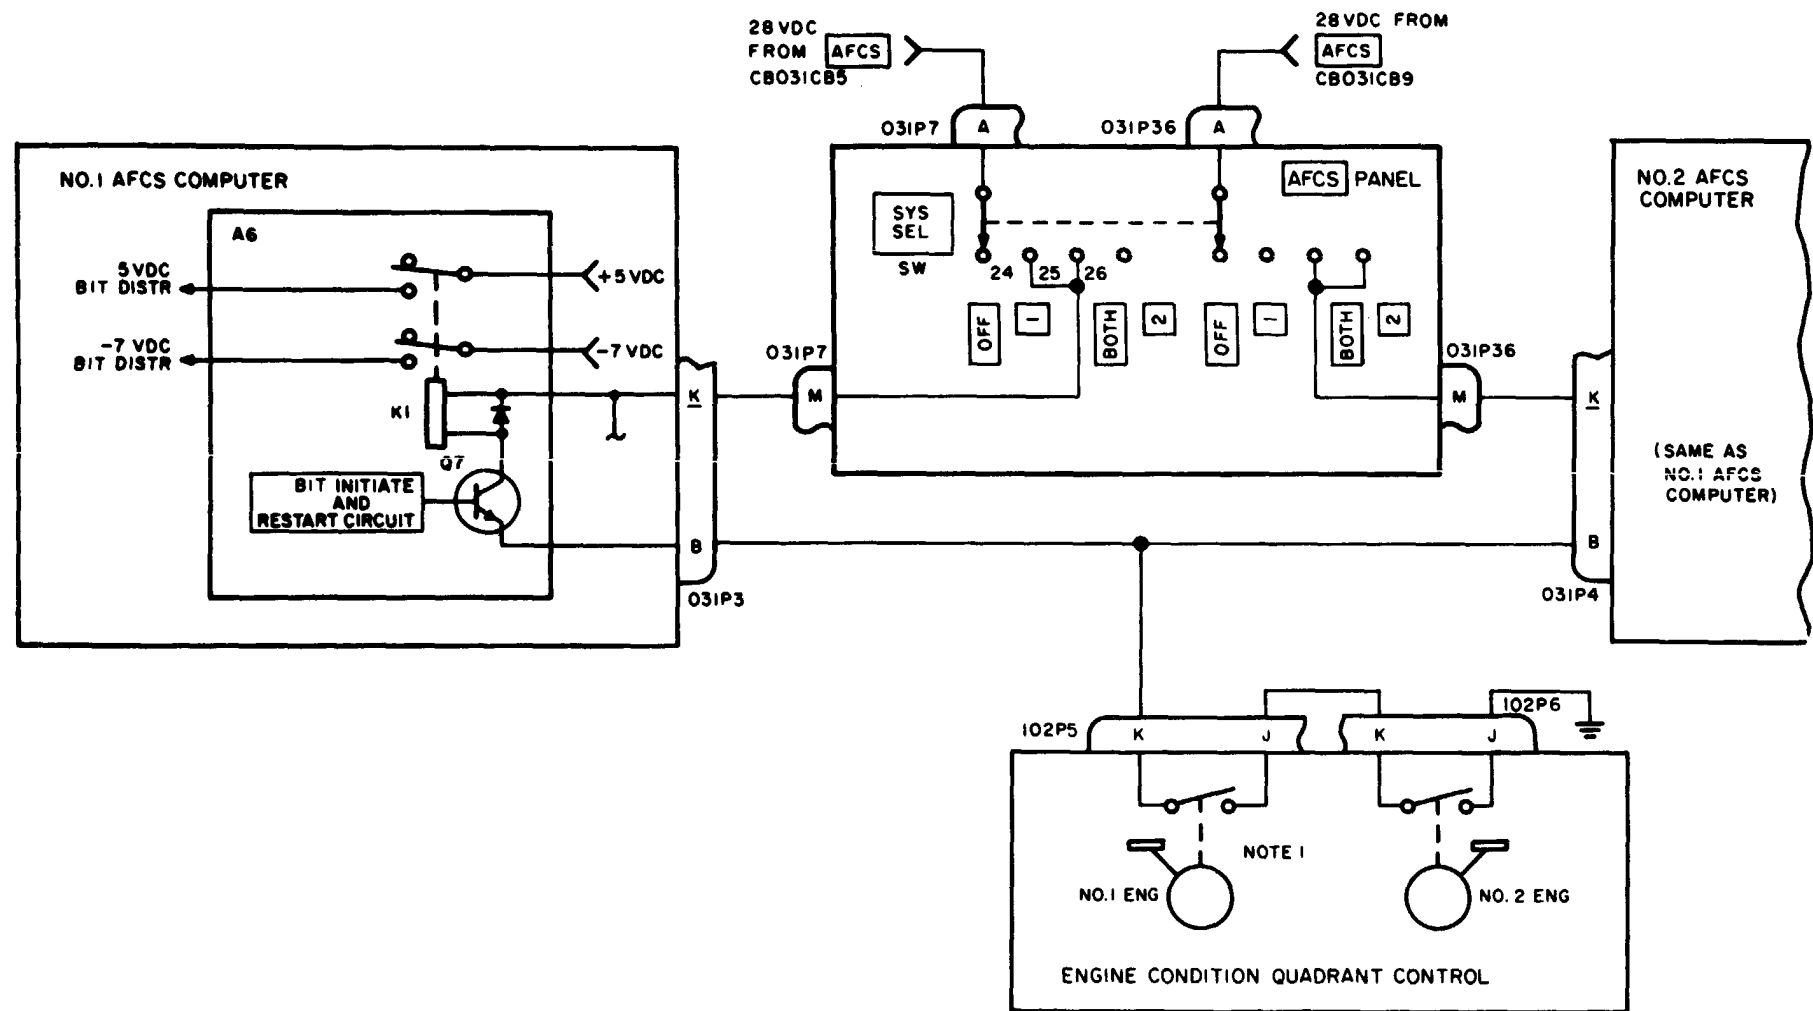 28 VDC
FROM AFCS
CB031CB5
28 VDC FROM
AFCS
CB031CB9
031P7
A
031P36
A
NO.1 AFCS COMPUTER
A6
5 VDC
BIT DISTR
+5 VDC
-7 VDC
BIT DISTR
-7 VDC
K1
Q7
BIT INITIATE
AND
RESTART CIRCUIT
K
B
031P3
031P7
M
SYS
SEL
SW
AFCS PANEL
24
25
26
OFF
1
BOTH
2
OFF
1
BOTH
2
031P36
M
K
B
031P4
NO.2 AFCS
COMPUTER
(SAME AS
NO.1 AFCS
COMPUTER)
102P5
K
J
K
J
102P6
NOTE 1
NO.1 ENG
NO. 2 ENG
ENGINE CONDITION QUADRANT CONTROL